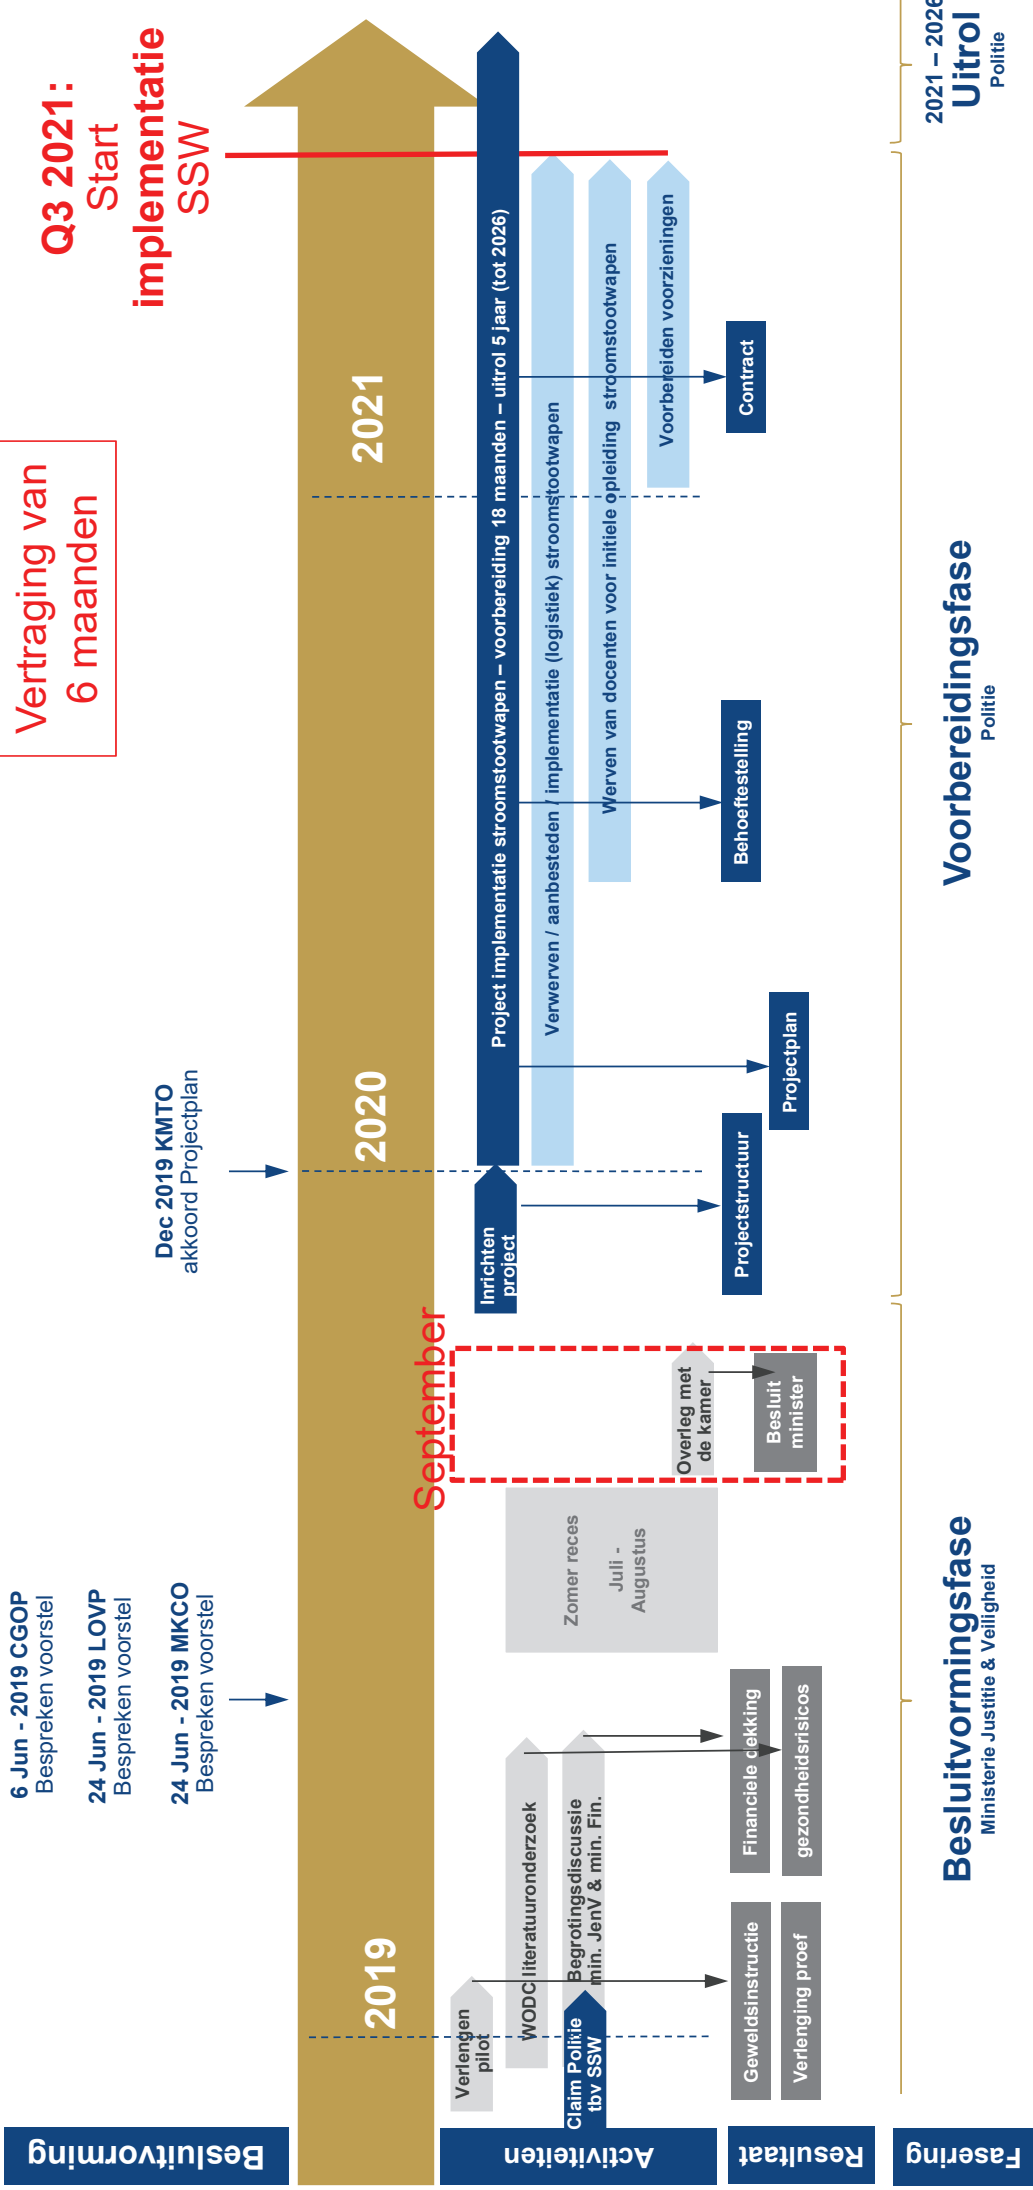 Besluitvorming
6 Jun - 2019 CGOP
Bespreken voorstel
24 Jun - 2019 LOVP
Bespreken voorstel
24 Jun - 2019 MKCO
Bespreken voorstel
Dec 2019 KMTO
akkoord Projectplan
Vertraging van
6 maanden
Q3 2021:
Start
implementatie
SSW
2019
2020
2021
September
Activiteiten
Verlengen
pilot
WODC literatuuronderzoek
Begrotingsdiscussie
min. JenV & min. Fin.
Claim Politie
tbv SSW
Zomer reces
Juli -
Augustus
Overleg met
de kamer
Inrichten
project
Project implementatie stroomstootwapen – voorbereiding 18 maanden – uitrol 5 jaar (tot 2026)
Verwerven / aanbesteden / implementatie (logistiek) stroomstootwapen
Werven van docenten voor initiele opleiding stroomstootwapen
Voorbereiden voorzieningen
Resultaat
Geweldsinstructie
Verlenging proef
Financiele dekking
gezondheidsrisicos
Besluit
minister
Projectstructuur
Projectplan
Behoeftestelling
Contract
Fasering
Besluitvormingsfase
Ministerie Justitie & Veiligheid
Voorbereidingsfase
Politie
2021 – 2026
Uitrol
Politie